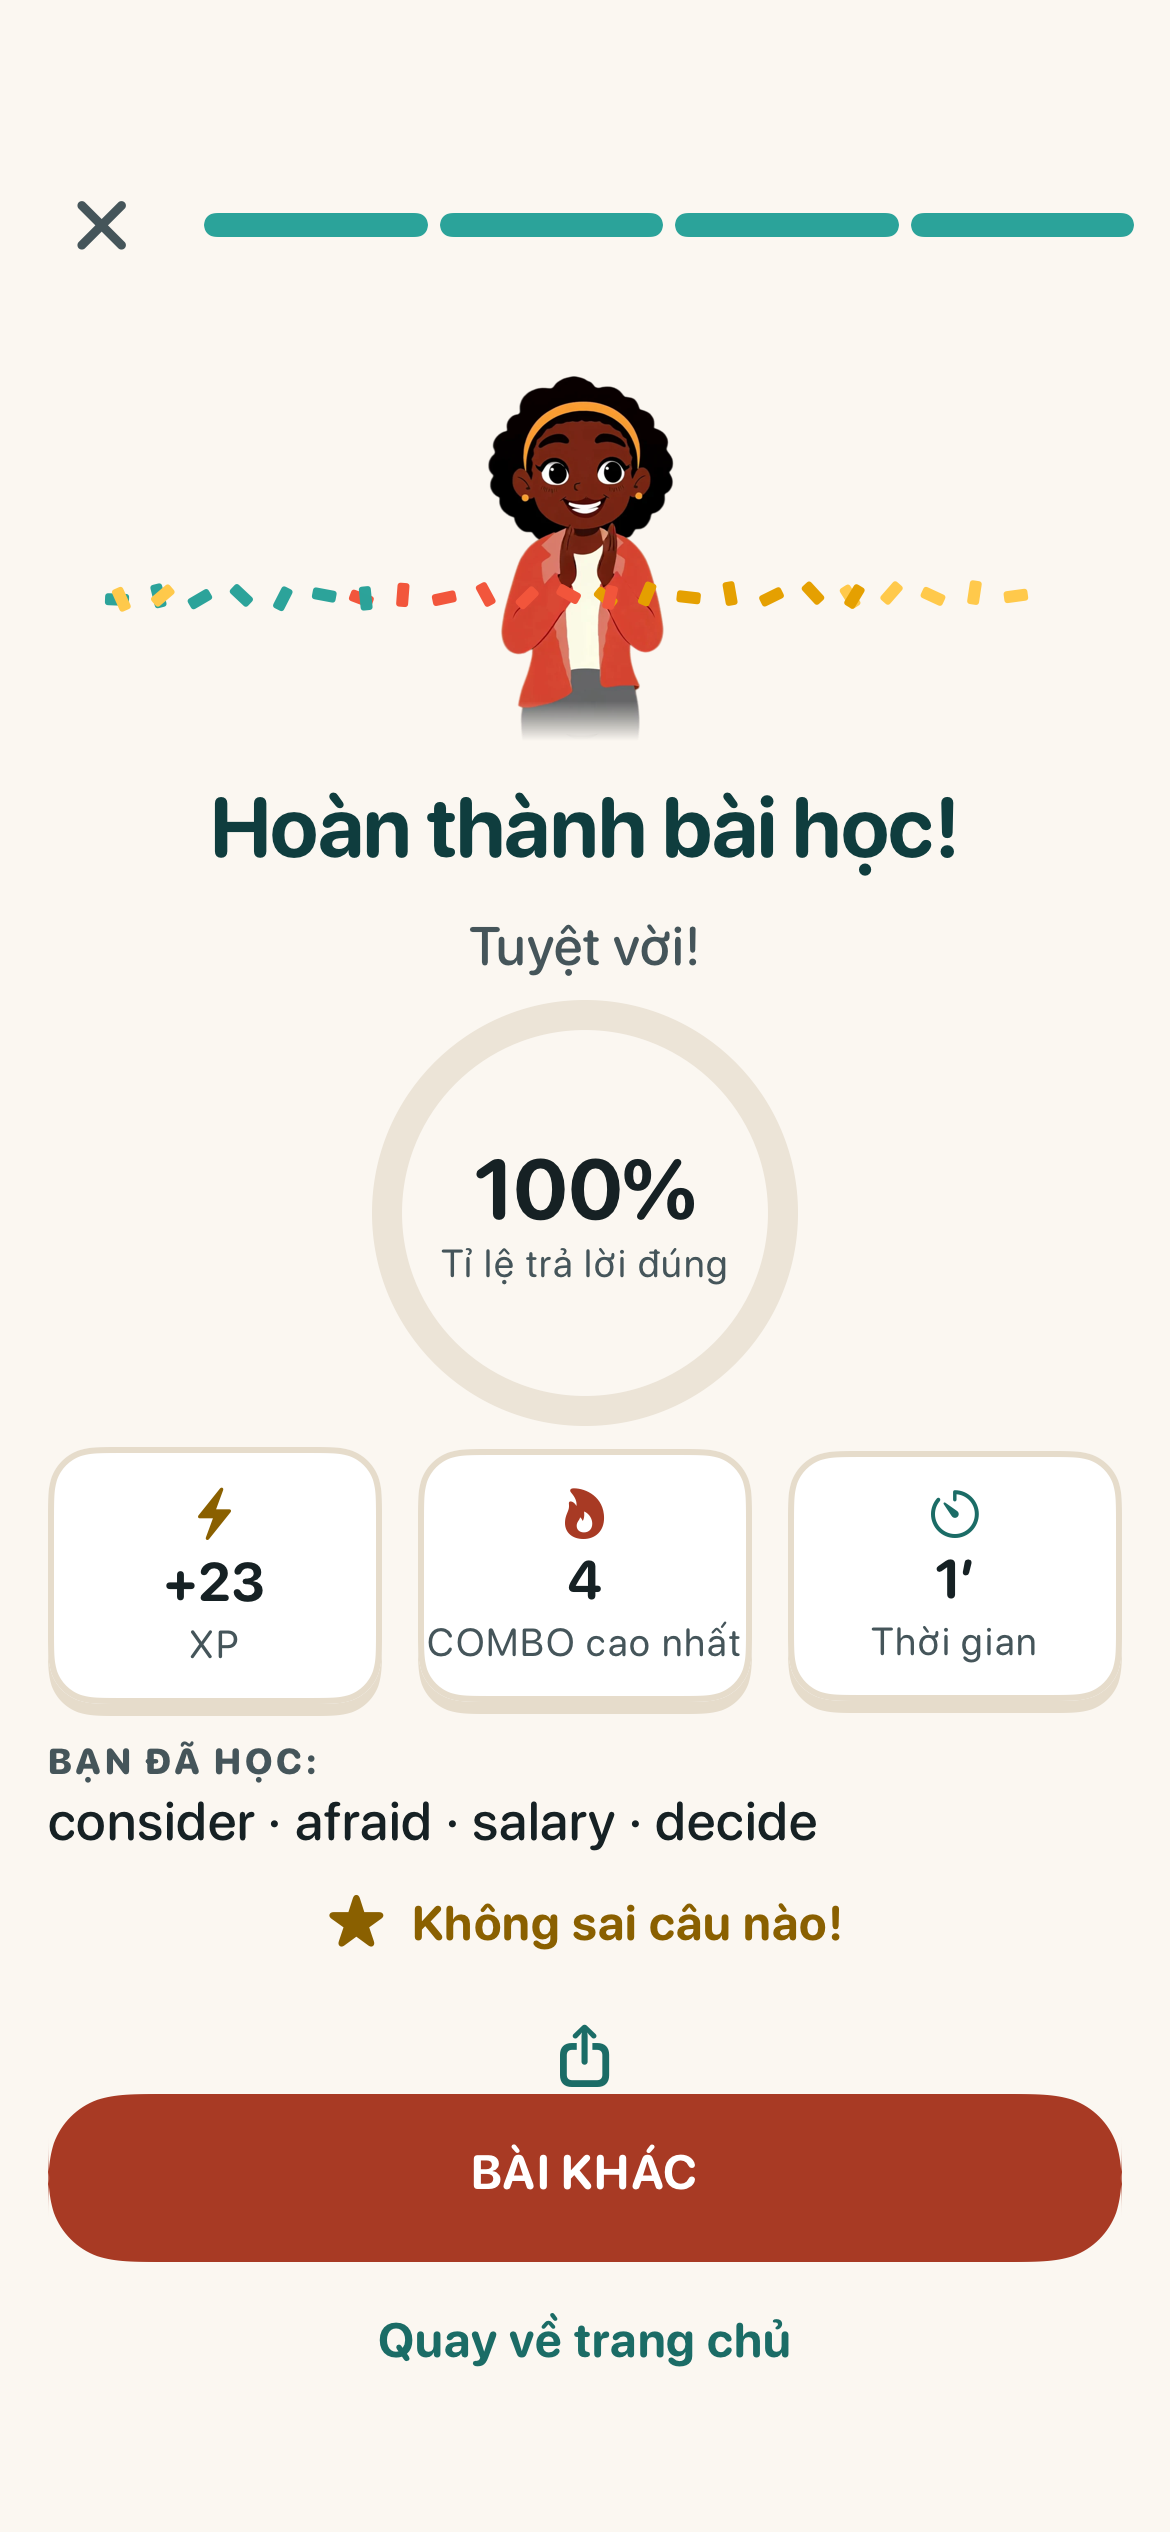 Hoàn thành bài học!
Tuyệt vời!
100%
Tỉ lệ trả lời đúng
+23
XP
4
COMBO cao nhất
1′
Thời gian
BẠN ĐÃ HỌC:
consider · afraid · salary · decide
Không sai câu nào!
BÀI KHÁC
Quay về trang chủ